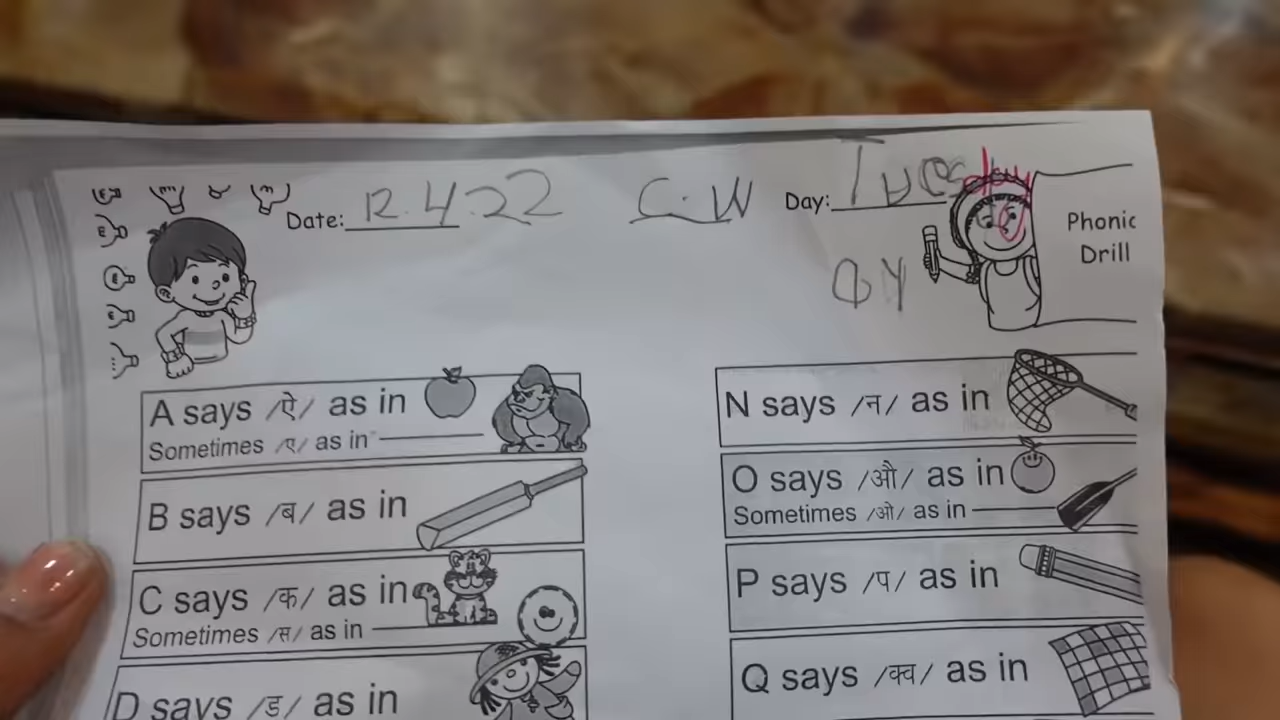 Date: 12.4.22 C.W Day: Tuesday
Phonic
Drill
A says /ऐ/ as in
Sometimes /ए/ as in
B says /ब/ as in
C says /क/ as in
Sometimes /स/ as in
D says /ड/ as in
N says /न/ as in
O says /औ/ as in
Sometimes /ओ/ as in
P says /प/ as in
Q says /क्व/ as in